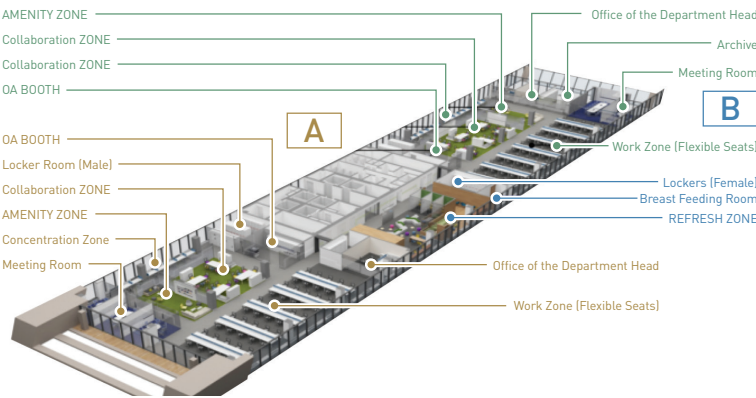 AMENITY ZONE
Collaboration ZONE
Collaboration ZONE
OA BOOTH
OA BOOTH
Locker Room (Male)
Collaboration ZONE
AMENITY ZONE
Concentration Zone
Meeting Room
A
Office of the Department Head
Archive
Meeting Room
B
Work Zone (Flexible Seats)
Lockers (Female)
Breast Feeding Room
REFRESH ZONE
Office of the Department Head
Work Zone (Flexible Seats)